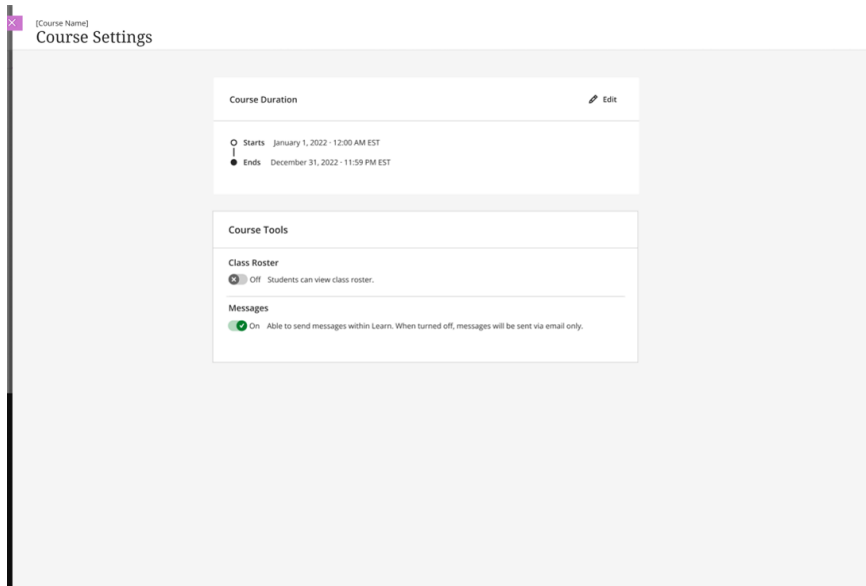 [Course Name]
Course Settings
Course Duration
Edit
Starts January 1, 2022 · 12:00 AM EST
Ends December 31, 2022 · 11:59 PM EST
Course Tools
Class Roster
Off Students can view class roster.
Messages
On Able to send messages within Learn. When turned off, messages will be sent via email only.